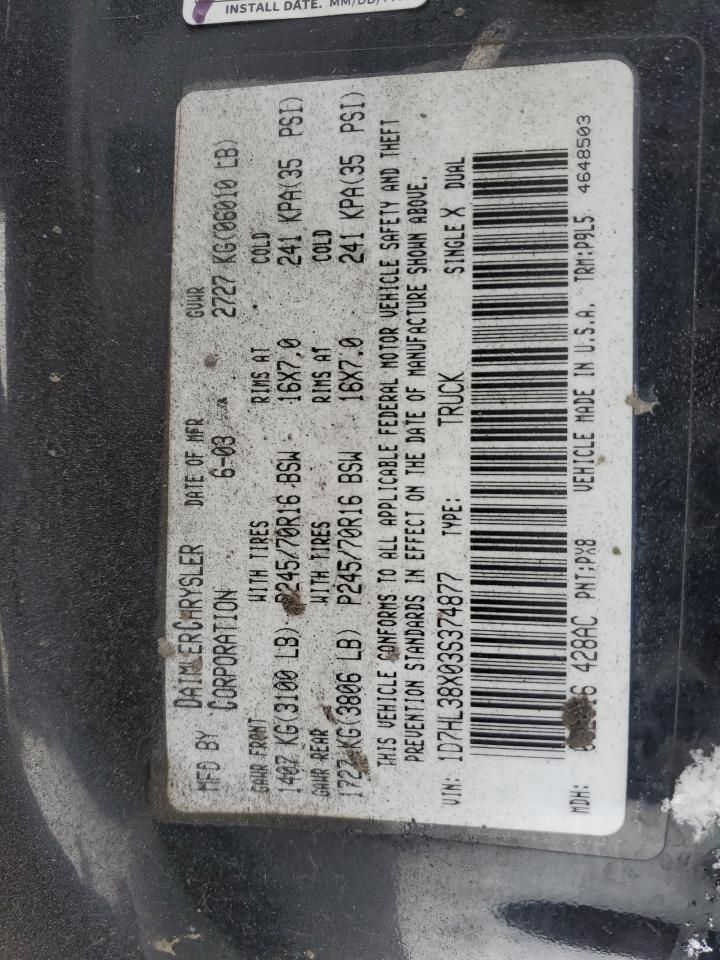 INSTALL DATE. MM/DD/
MFD BY DAIMLERCHRYSLER CORPORATION
DATE OF MFR 6-03
GVWR 2727 KG(06010 LB)
GAWR FRONT WITH TIRES RIMS AT COLD
1407 KG(3100 LB) P245/70R16 BSW 16X7.0 241 KPA(35 PSI)
GAWR REAR WITH TIRES RIMS AT COLD
1727 KG(3806 LB) P245/70R16 BSW 16X7.0 241 KPA(35 PSI)
THIS VEHICLE CONFORMS TO ALL APPLICABLE FEDERAL MOTOR VEHICLE SAFETY AND THEFT
PREVENTION STANDARDS IN EFFECT ON THE DATE OF MANUFACTURE SHOWN ABOVE.
VIN: 1D7HL38X03S374877 TYPE: TRUCK SINGLE X DUAL
MDH: 428AC PNT:PX8 VEHICLE MADE IN U.S.A. TRM:P9L5 4648503